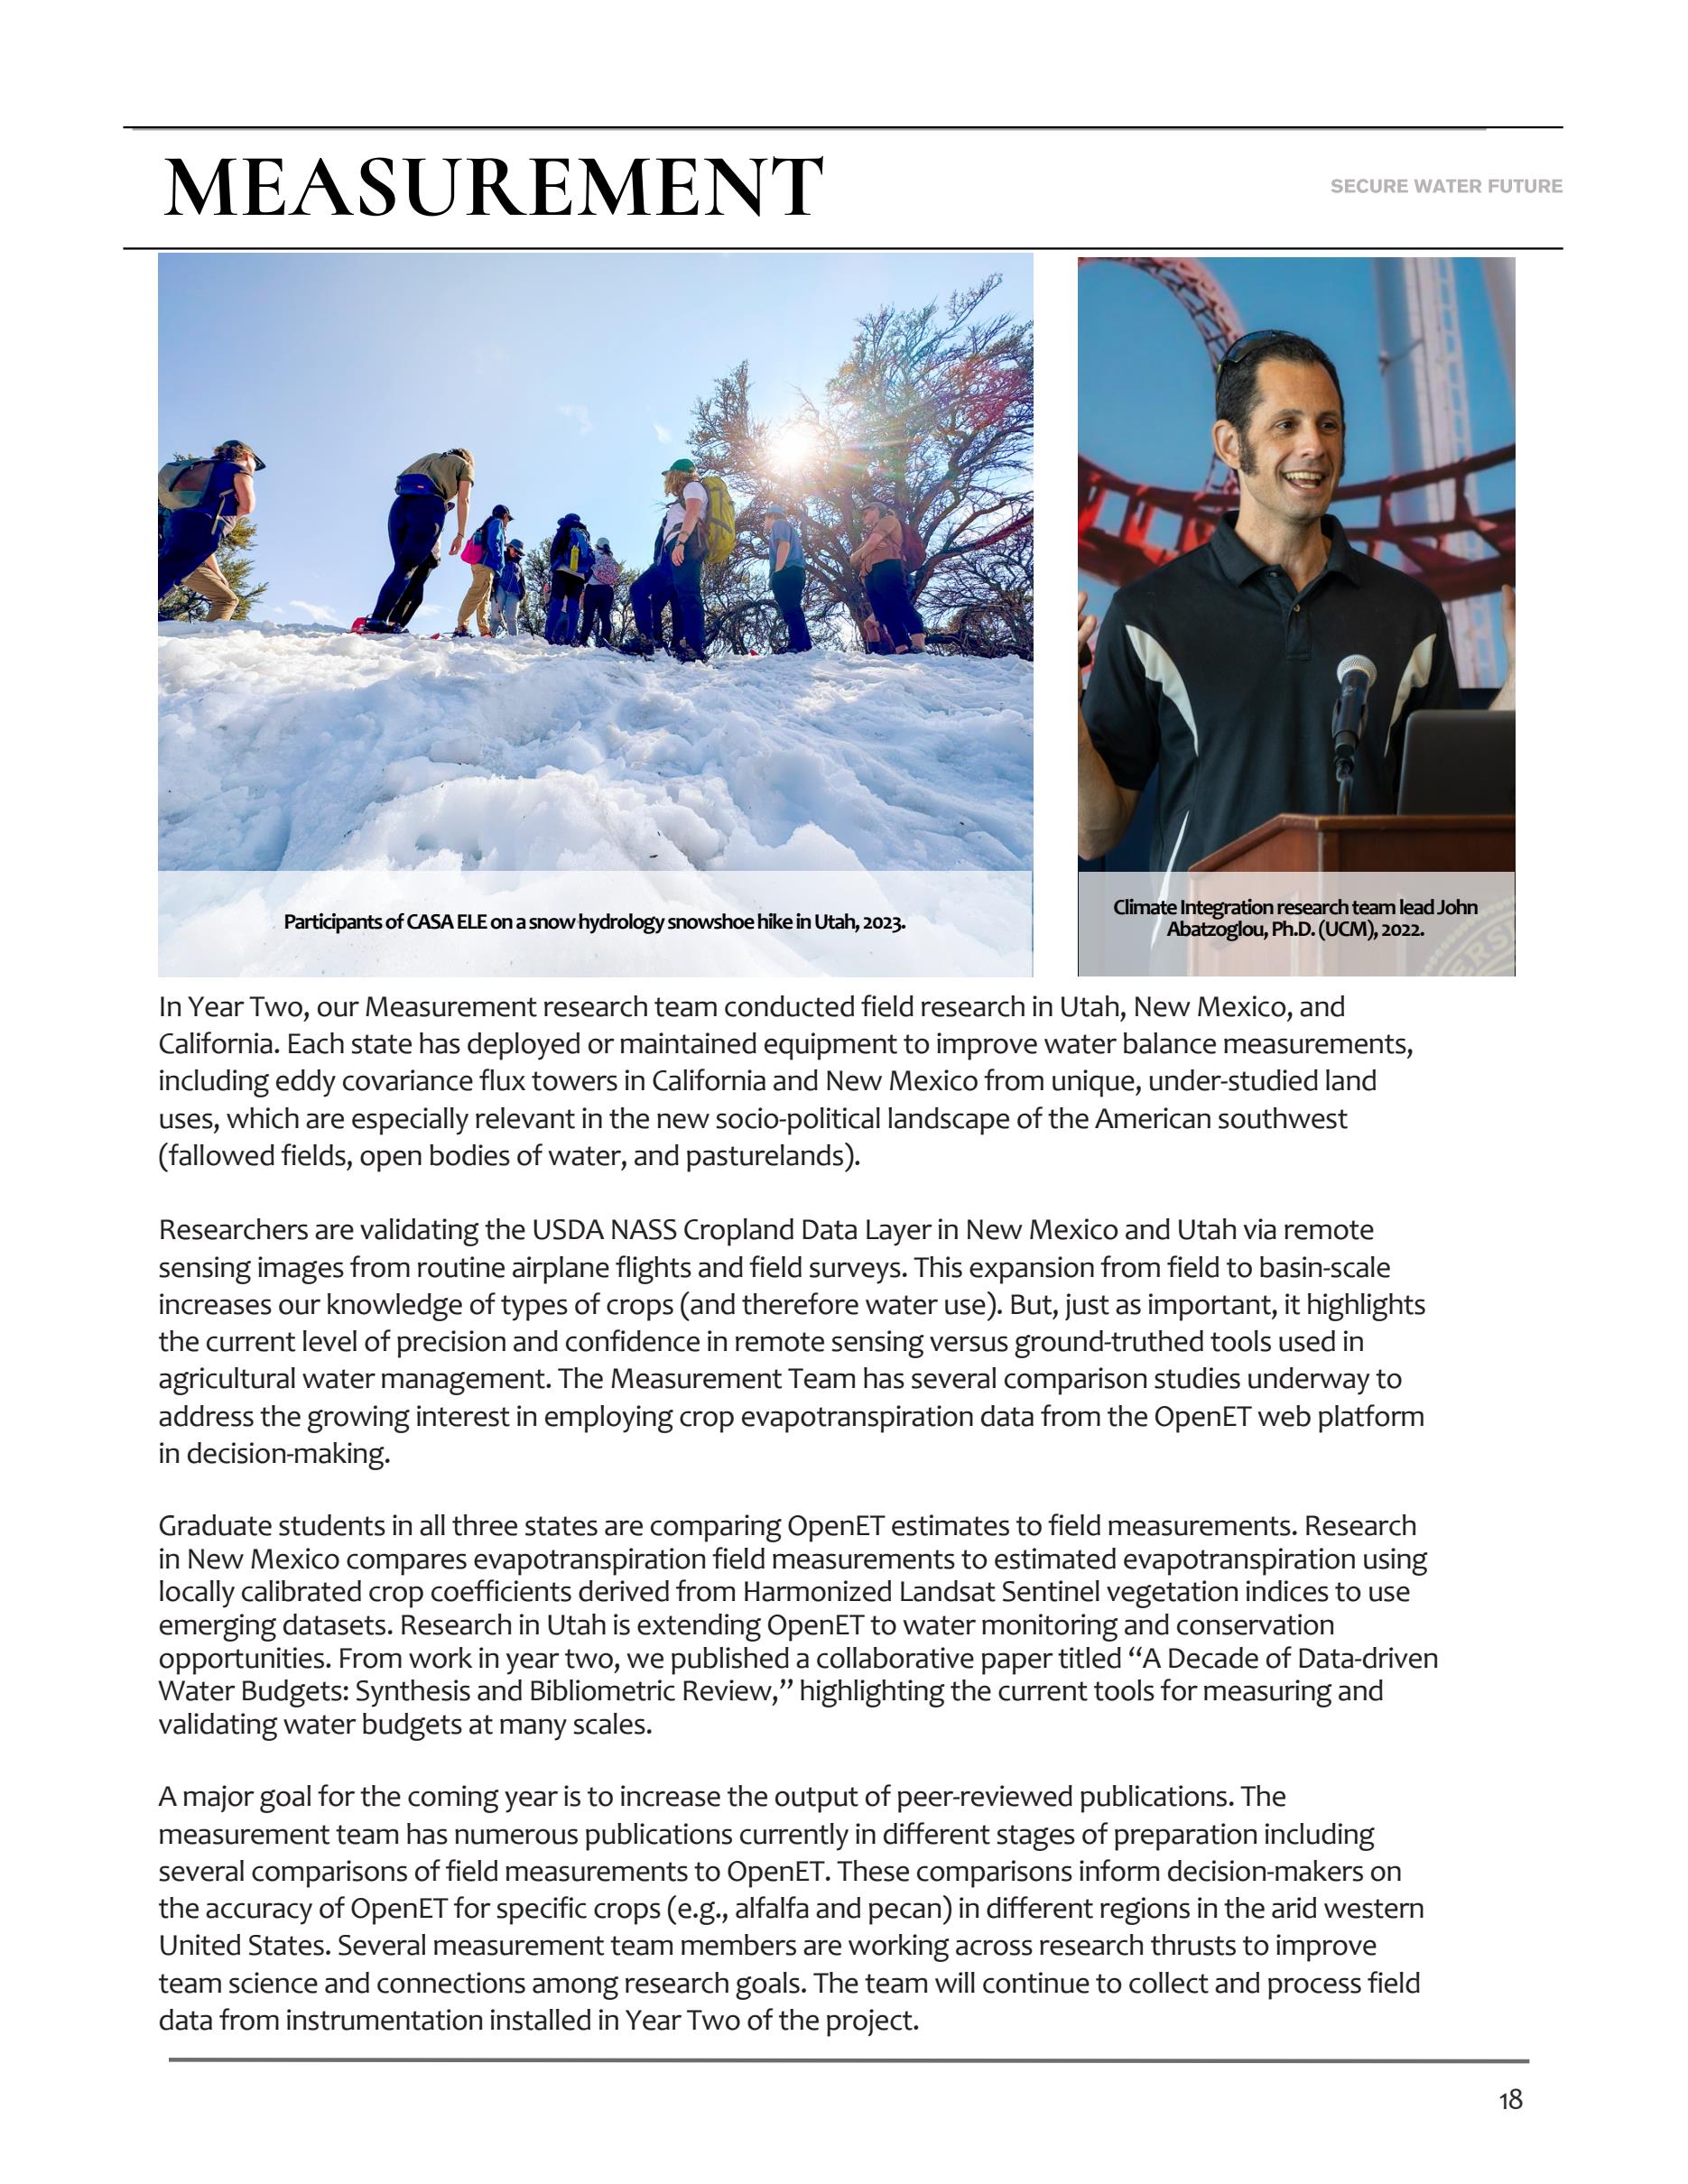 MEASUREMENT
SECURE WATER FUTURE
Participants of CASA ELE on a snow hydrology snowshoe hike in Utah, 2023.
Climate Integration research team lead John
Abatzoglou, Ph.D. (UCM), 2022.
ERSI
In Year Two, our Measurement research team conducted field research in Utah, New Mexico, and
California. Each state has deployed or maintained equipment to improve water balance measurements,
including eddy covariance flux towers in California and New Mexico from unique, under-studied land
uses, which are especially relevant in the new socio-political landscape of the American southwest
(fallowed fields, open bodies of water, and pasturelands).
Researchers are validating the USDA NASS Cropland Data Layer in New Mexico and Utah via remote
sensing images from routine airplane flights and field surveys. This expansion from field to basin-scale
increases our knowledge of types of crops (and therefore water use). But, just as important, it highlights
the current level of precision and confidence in remote sensing versus ground-truthed tools used in
agricultural water management. The Measurement Team has several comparison studies underway to
address the growing interest in employing crop evapotranspiration data from the OpenET web platform
in decision-making.
Graduate students in all three states are comparing OpenET estimates to field measurements. Research
in New Mexico compares evapotranspiration field measurements to estimated evapotranspiration using
locally calibrated crop coefficients derived from Harmonized Landsat Sentinel vegetation indices to use
emerging datasets. Research in Utah is extending OpenET to water monitoring and conservation
opportunities. From work in year two, we published a collaborative paper titled “A Decade of Data-driven
Water Budgets: Synthesis and Bibliometric Review,” highlighting the current tools for measuring and
validating water budgets at many scales.
A major goal for the coming year is to increase the output of peer-reviewed publications. The
measurement team has numerous publications currently in different stages of preparation including
several comparisons of field measurements to OpenET. These comparisons inform decision-makers on
the accuracy of OpenET for specific crops (e.g., alfalfa and pecan) in different regions in the arid western
United States. Several measurement team members are working across research thrusts to improve
team science and connections among research goals. The team will continue to collect and process field
data from instrumentation installed in Year Two of the project.
18